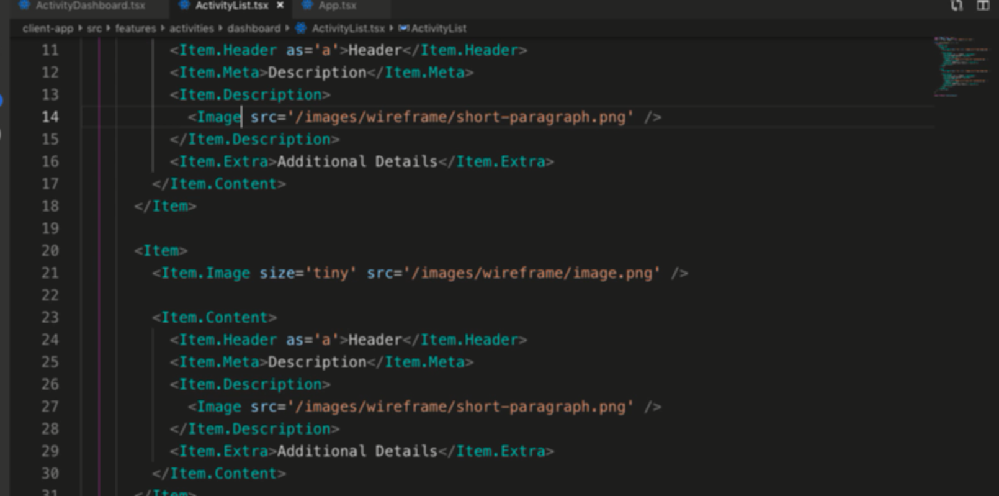 ActivityDashboard.tsx ActivityList.tsx × App.tsx
client-app src features activities dashboard ActivityList.tsx ActivityList
11 <Item.Header as='a'>Header</Item.Header>
12 <Item.Meta>Description</Item.Meta>
13 <Item.Description>
14 <Image src='/images/wireframe/short-paragraph.png' />
15 </Item.Description>
16 <Item.Extra>Additional Details</Item.Extra>
17 </Item.Content>
18 </Item>
19
20 <Item>
21 <Item.Image size='tiny' src='/images/wireframe/image.png' />
22
23 <Item.Content>
24 <Item.Header as='a'>Header</Item.Header>
25 <Item.Meta>Description</Item.Meta>
26 <Item.Description>
27 <Image src='/images/wireframe/short-paragraph.png' />
28 </Item.Description>
29 <Item.Extra>Additional Details</Item.Extra>
30 </Item.Content>
31 </Item>